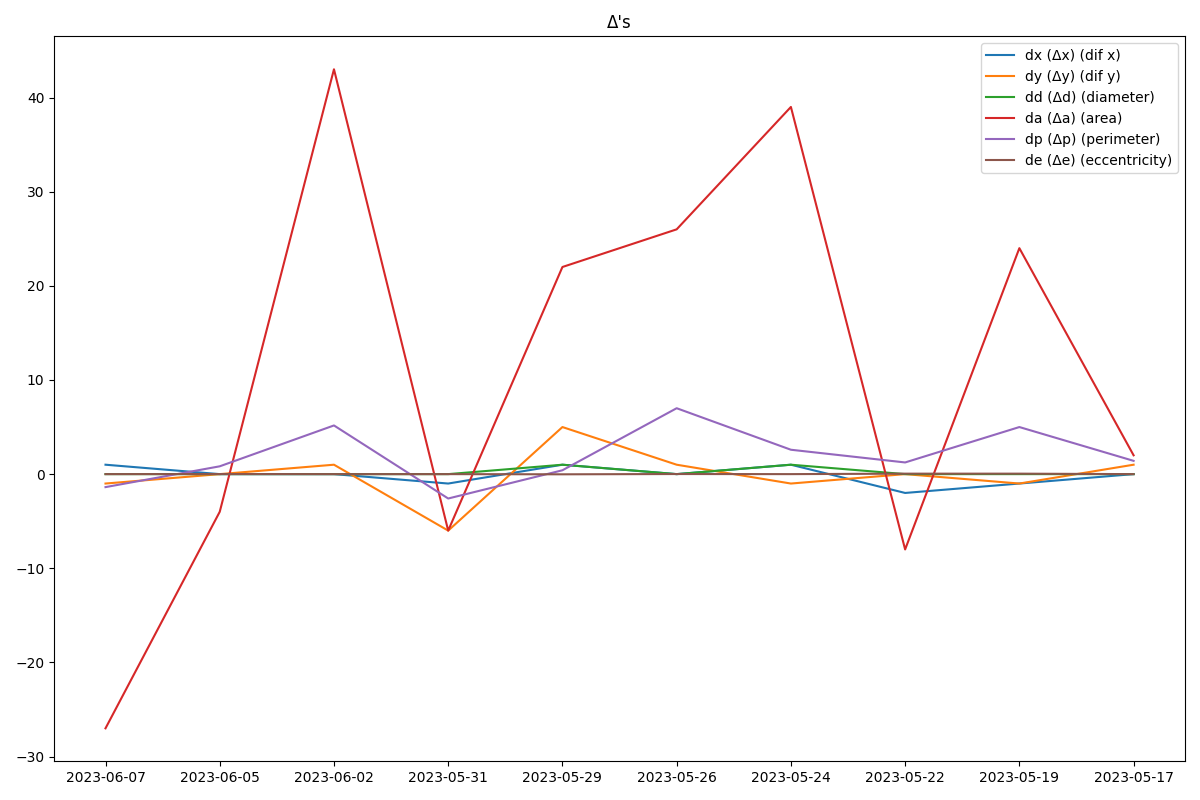 Δ's
dx (Δx) (dif x)
dy (Δy) (dif y)
dd (Δd) (diameter)
da (Δa) (area)
dp (Δp) (perimeter)
de (Δe) (eccentricity)
40
30
20
10
0
−10
−20
−30
2023-06-07 2023-06-05 2023-06-02 2023-05-31 2023-05-29 2023-05-26 2023-05-24 2023-05-22 2023-05-19 2023-05-17